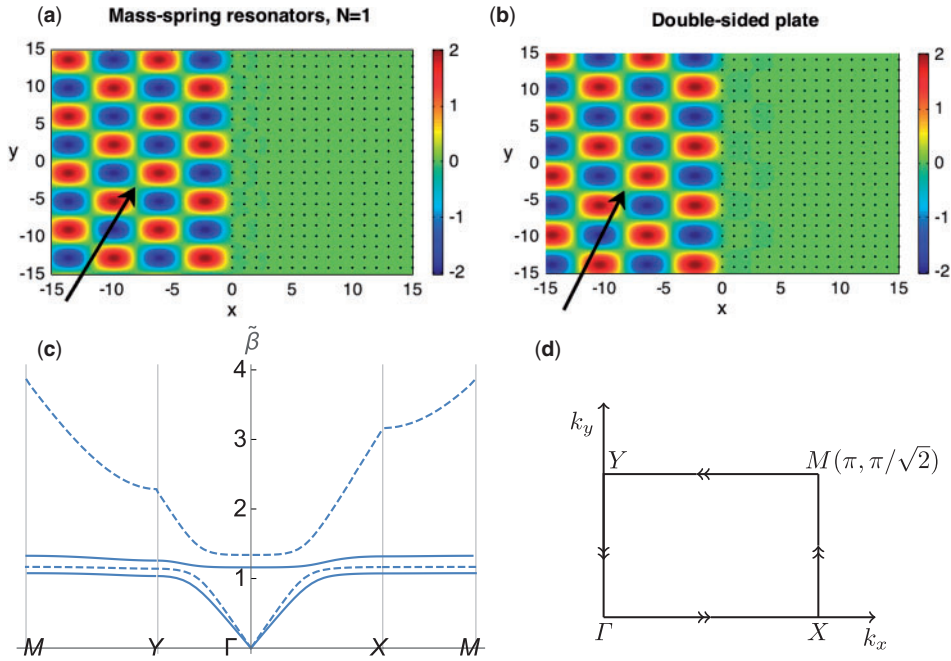 (a) Mass-spring resonators, N=1
15
10
5
y 0
-5
-10
-15
-15 -10 -5 0 5 10 15
x
2
1
0
-1
-2
(b) Double-sided plate
15
10
5
y 0
-5
-10
-15
-15 -10 -5 0 5 10 15
x
2
1
0
-1
-2
(c) β̃
4
3
2
1
M Y Γ X M
(d)
k_y
Y M(π, π/√2)
Γ X k_x